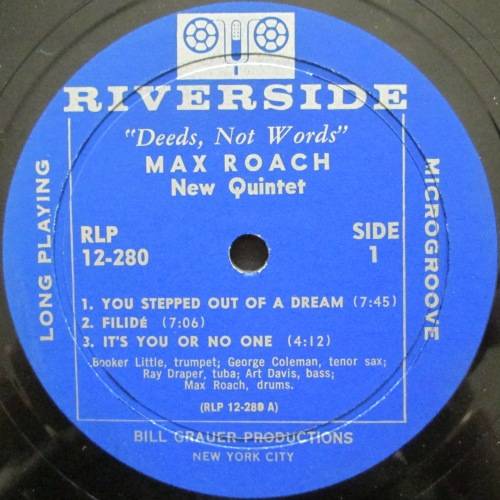 RIVERSIDE
"Deeds, Not Words"
MAX ROACH
New Quintet
LONG PLAYING
MICROGROOVE
RLP
12-280
SIDE
1
1. YOU STEPPED OUT OF A DREAM (7:45)
2. FILIDÉ (7:06)
3. IT'S YOU OR NO ONE (4:12)
Booker Little, trumpet; George Coleman, tenor sax;
Ray Draper, tuba; Art Davis, bass;
Max Roach, drums.
(RLP 12-280 A)
BILL GRAUER PRODUCTIONS
NEW YORK CITY